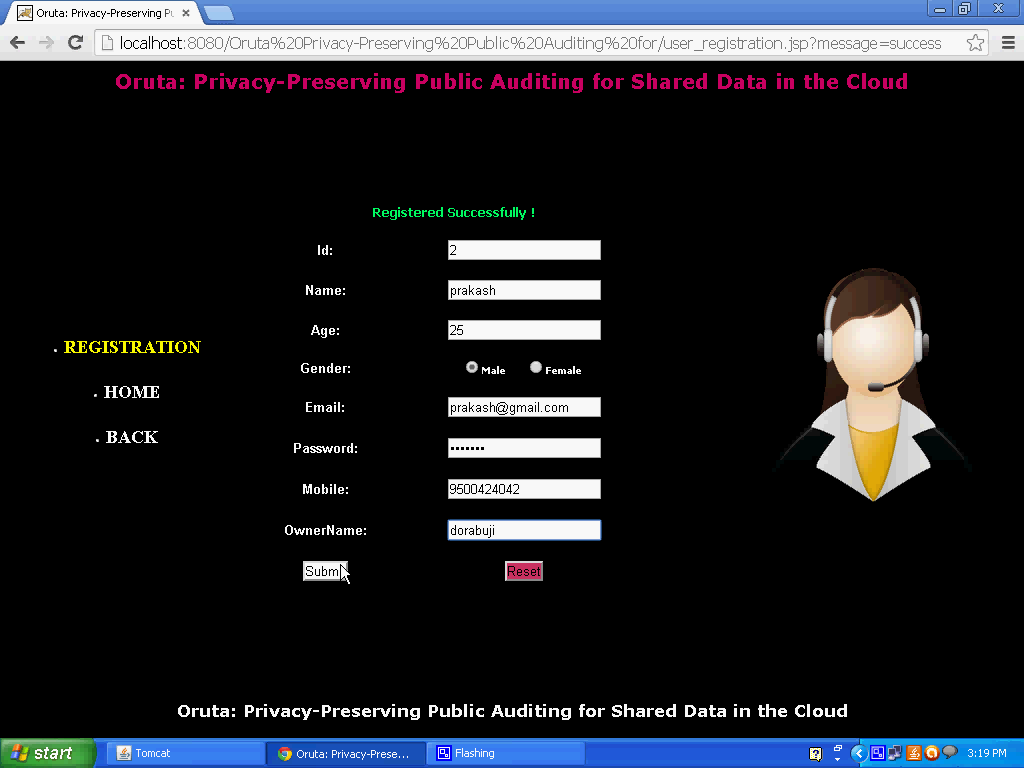 Oruta: Privacy-Preserving Pu
localhost:8080/Oruta%20Privacy-Preserving%20Public%20Auditing%20for/user_registration.jsp?message=success
Oruta: Privacy-Preserving Public Auditing for Shared Data in the Cloud
Registered Successfully !
Id: 2
Name: prakash
Age: 25
REGISTRATION
Gender: Male Female
HOME
Email: prakash@gmail.com
BACK
Password: •••••••
Mobile: 9500424042
OwnerName: dorabuji
Subm Reset
Oruta: Privacy-Preserving Public Auditing for Shared Data in the Cloud
start Tomcat Oruta: Privacy-Prese... Flashing 3:19 PM